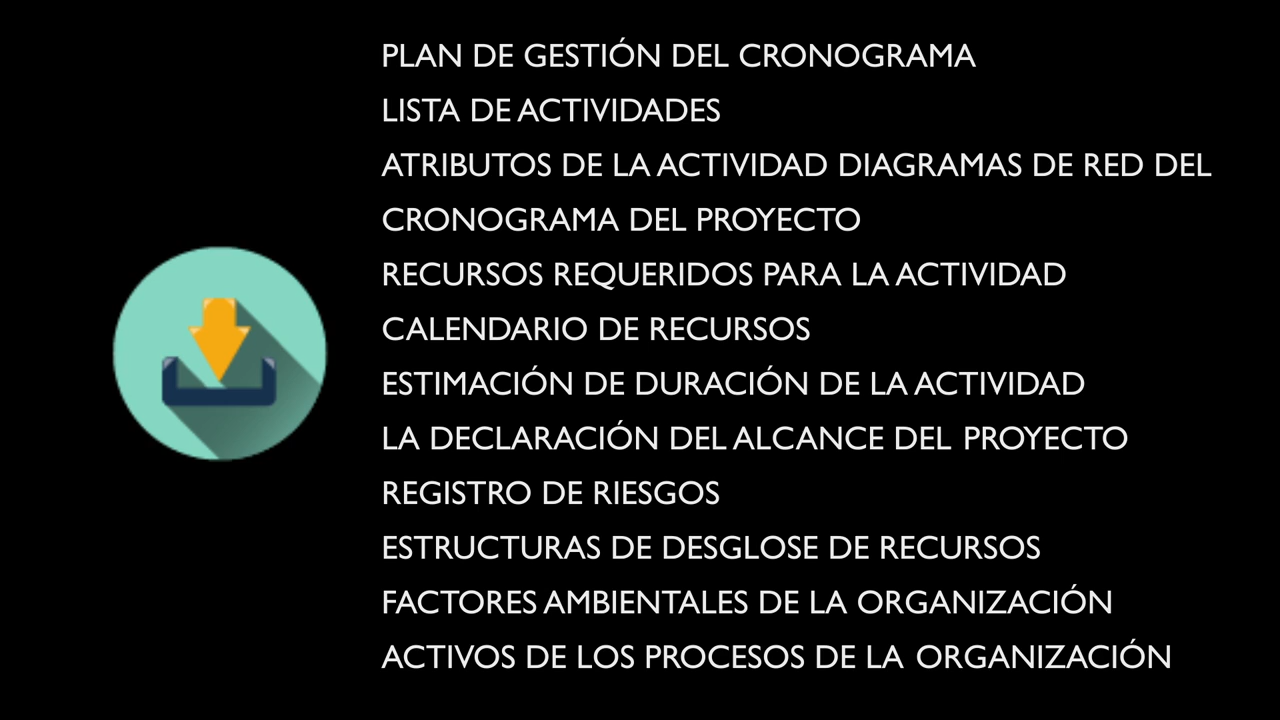 PLAN DE GESTIÓN DEL CRONOGRAMA
LISTA DE ACTIVIDADES
ATRIBUTOS DE LA ACTIVIDAD DIAGRAMAS DE RED DEL
CRONOGRAMA DEL PROYECTO
RECURSOS REQUERIDOS PARA LA ACTIVIDAD
CALENDARIO DE RECURSOS
ESTIMACIÓN DE DURACIÓN DE LA ACTIVIDAD
LA DECLARACIÓN DEL ALCANCE DEL PROYECTO
REGISTRO DE RIESGOS
ESTRUCTURAS DE DESGLOSE DE RECURSOS
FACTORES AMBIENTALES DE LA ORGANIZACIÓN
ACTIVOS DE LOS PROCESOS DE LA ORGANIZACIÓN